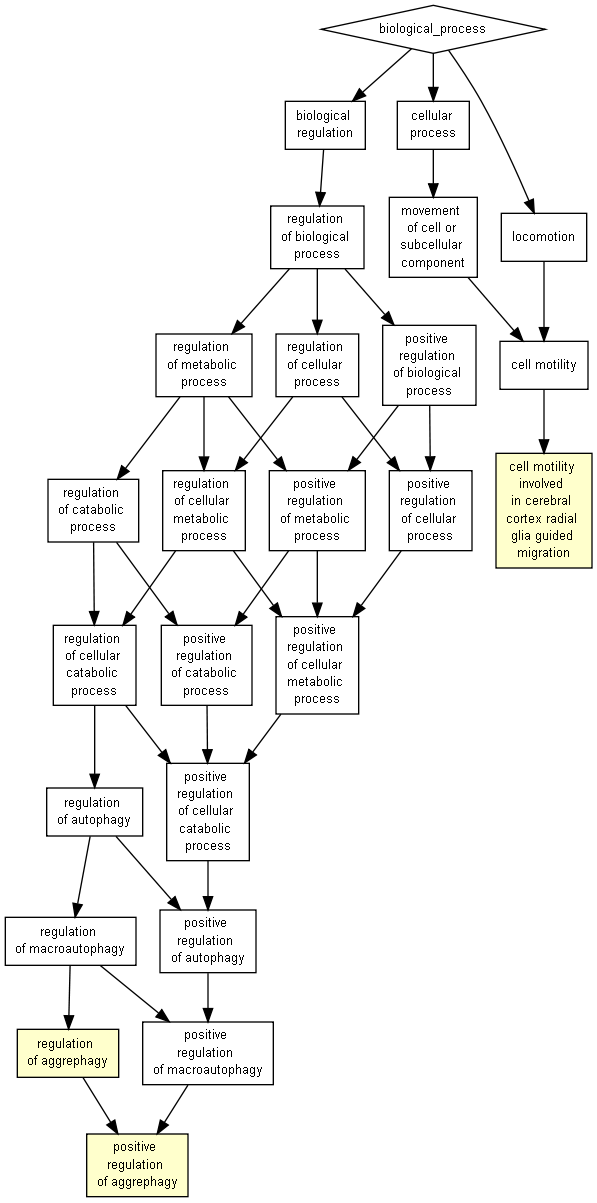 biological_process
biological
regulation
cellular
process
regulation
of biological
process
movement
of cell or
subcellular
component
locomotion
regulation
of metabolic
process
regulation
of cellular
process
positive
regulation
of biological
process
cell motility
regulation
of catabolic
process
regulation
of cellular
metabolic
process
positive
regulation
of metabolic
process
positive
regulation
of cellular
process
cell motility
involved
in cerebral
cortex radial
glia guided
migration
regulation
of cellular
catabolic
process
positive
regulation
of catabolic
process
positive
regulation
of cellular
metabolic
process
regulation
of autophagy
positive
regulation
of cellular
catabolic
process
regulation
of macroautophagy
positive
regulation
of autophagy
regulation
of aggrephagy
positive
regulation
of macroautophagy
positive
regulation
of aggrephagy